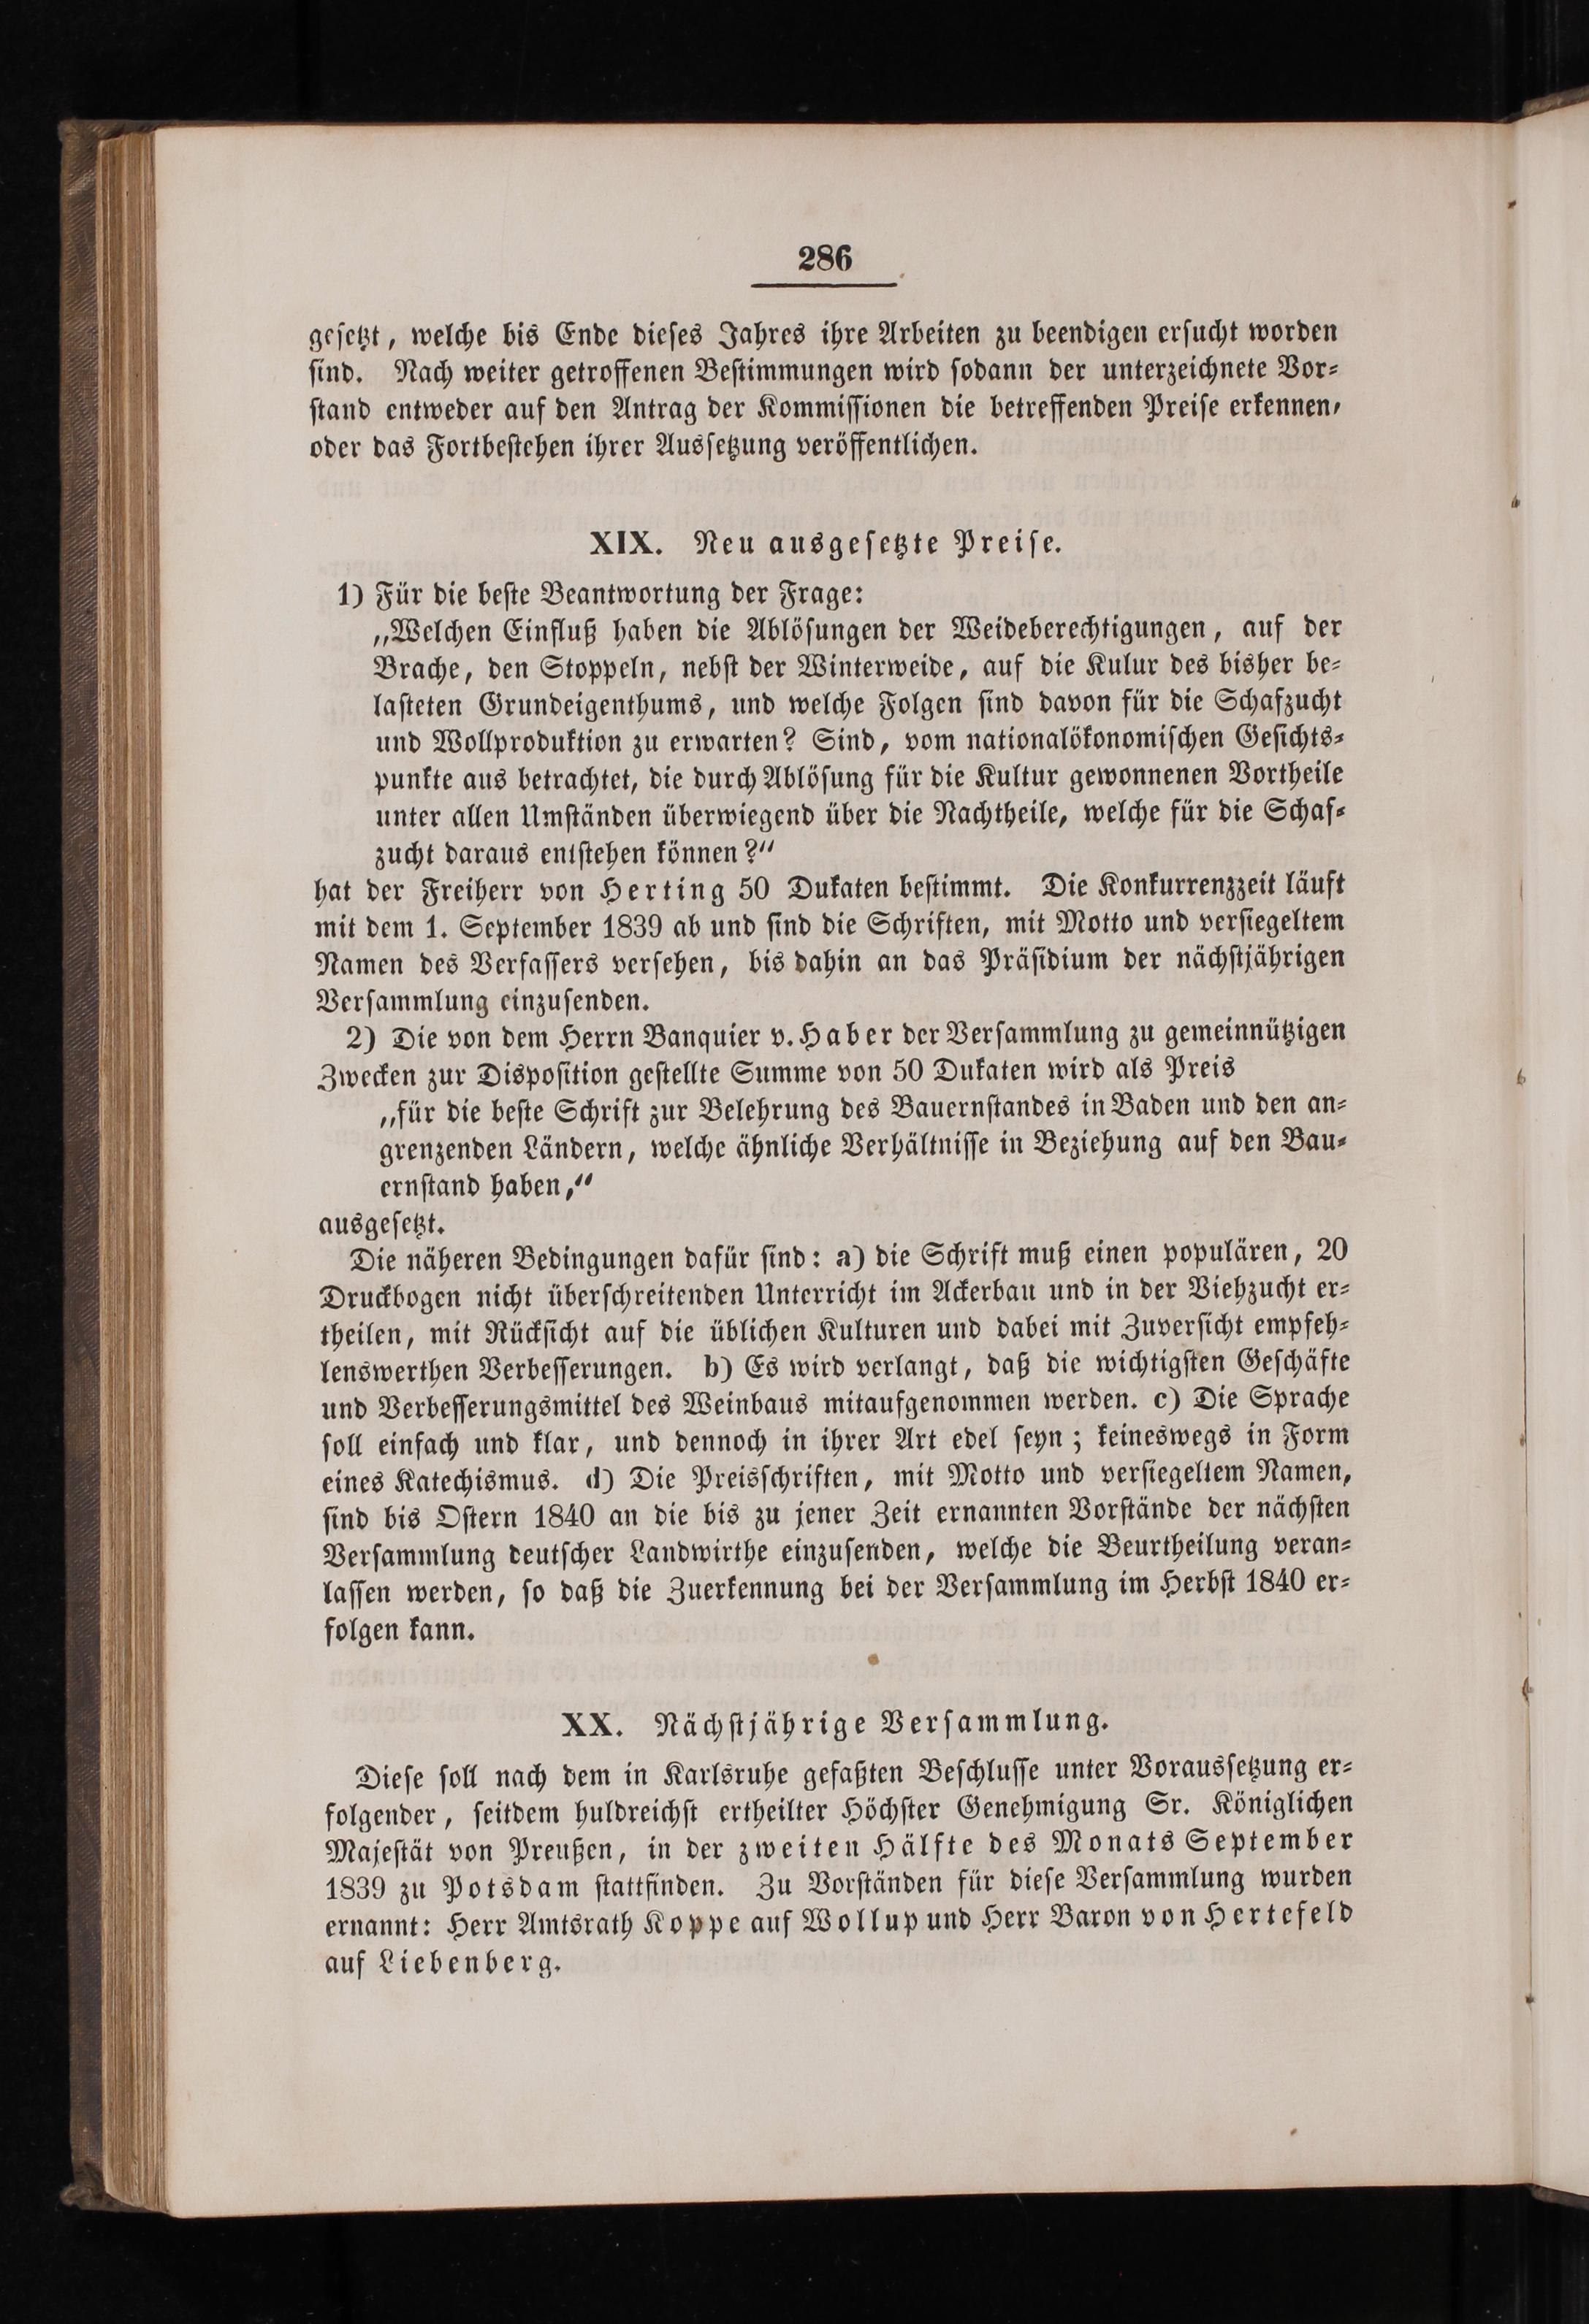 286
geſetzt, welche bis Ende dieſes Jahres ihre Arbeiten zu beendigen erſucht worden
ſind. Nach weiter getroffenen Beſtimmungen wird ſodann der unterzeichnete Vor⸗
ſtand entweder auf den Antrag der Kommiſſionen die betreffenden Preiſe erkennen,
oder das Fortbeſtehen ihrer Ausſetzung veröffentlichen.
XIX. Neu ausgeſetzte Preiſe.
1) Für die beſte Beantwortung der Frage:
„Welchen Einfluß haben die Ablöſungen der Weideberechtigungen, auf der
Brache, den Stoppeln, nebſt der Winterweide, auf die Kulur des bisher be⸗
laſteten Grundeigenthums, und welche Folgen ſind davon für die Schafzucht
und Wollproduktion zu erwarten? Sind, vom nationalökonomiſchen Geſichts⸗
punkte aus betrachtet, die durch Ablöſung für die Kultur gewonnenen Vortheile
unter allen Umſtänden überwiegend über die Nachtheile, welche für die Schaf⸗
zucht daraus entſtehen können?“
hat der Freiherr von Herting 50 Dukaten beſtimmt. Die Konkurrenzzeit läuft
mit dem 1. September 1839 ab und ſind die Schriften, mit Motto und verſiegeltem
Namen des Verfaſſers verſehen, bis dahin an das Präſidium der nächſtjährigen
Verſammlung einzuſenden.
2) Die von dem Herrn Banquier v. Haber der Verſammlung zu gemeinnützigen
Zwecken zur Dispoſition geſtellte Summe von 50 Dukaten wird als Preis
„für die beſte Schrift zur Belehrung des Bauernſtandes in Baden und den an⸗
grenzenden Ländern, welche ähnliche Verhältniſſe in Beziehung auf den Bau⸗
ernſtand haben,“
ausgeſetzt.
Die näheren Bedingungen dafür ſind: a) die Schrift muß einen populären, 20
Druckbogen nicht überſchreitenden Unterricht im Ackerbau und in der Viehzucht er⸗
theilen, mit Rückſicht auf die üblichen Kulturen und dabei mit Zuverſicht empfeh⸗
lenswerthen Verbeſſerungen. b) Es wird verlangt, daß die wichtigſten Geſchäfte
und Verbeſſerungsmittel des Weinbaus mitaufgenommen werden. c) Die Sprache
ſoll einfach und klar, und dennoch in ihrer Art edel ſeyn; keineswegs in Form
eines Katechismus. d) Die Preisſchriften, mit Motto und verſiegeltem Namen,
ſind bis Oſtern 1840 an die bis zu jener Zeit ernannten Vorſtände der nächſten
Verſammlung deutſcher Landwirthe einzuſenden, welche die Beurtheilung veran⸗
laſſen werden, ſo daß die Zuerkennung bei der Verſammlung im Herbſt 1840 er⸗
folgen kann.
XX. Nächſtjährige Verſammlung.
Dieſe ſoll nach dem in Karlsruhe gefaßten Beſchluſſe unter Vorausſetzung er⸗
folgender, ſeitdem huldreichſt ertheilter Höchſter Genehmigung Sr. Königlichen
Majeſtät von Preußen, in der zweiten Hälfte des Monats September
1839 zu Potsdam ſtattfinden. Zu Vorſtänden für dieſe Verſammlung wurden
ernannt: Herr Amtsrath Koppe auf Wollup und Herr Baron von Hertefeld
auf Liebenberg.